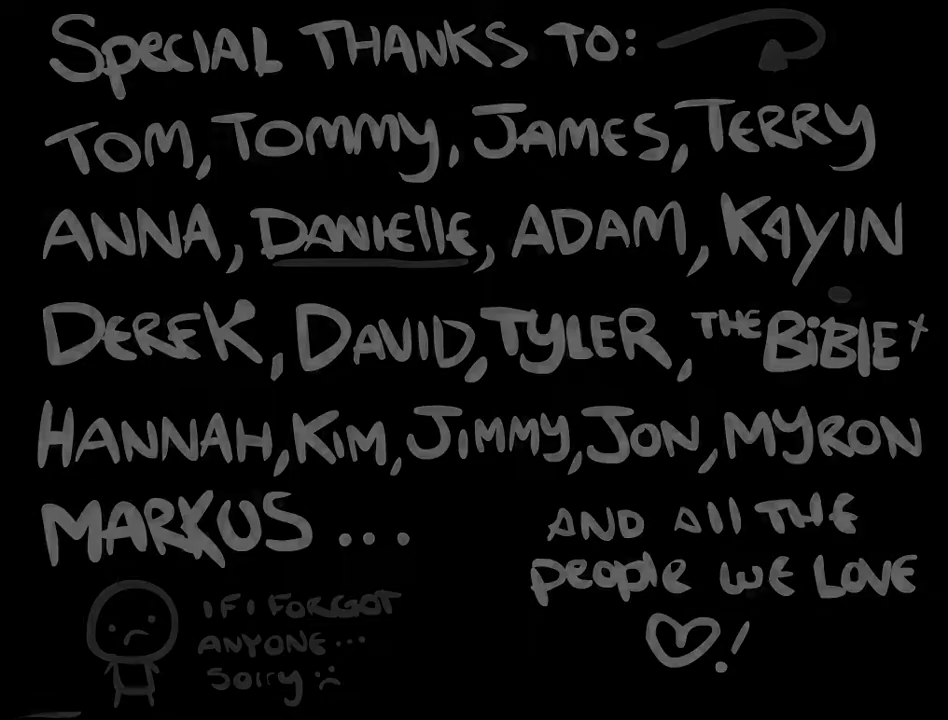 SpecIAL THANKS TO:
TOM, TOMMY, JAMES, TERRY
ANNA, DANIElle, ADAM, KAYIN
DEREK, DAVID, TYLER, THE BiBlE
HANNAH, KiM, JiMMY, JON, MYRON
MARKUS...
AND All THE
people WE LOVE
♡!
IF I FORGOT
ANYONE...
Sorry :(